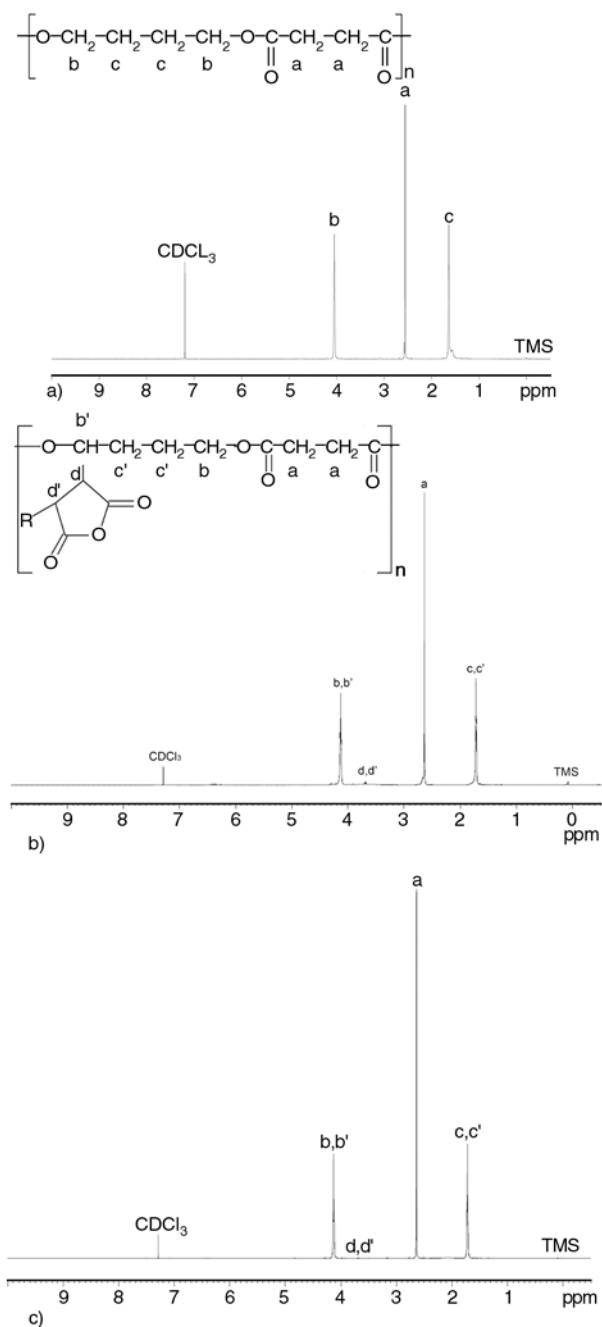 O—CH2—CH2—CH2—CH2—O—C—CH2—CH2—C
b c c b O a a O n
a
b
c
CDCL3
TMS
9 8 7 6 5 4 3 2 1 ppm
a)
b'
O—CH—CH2—CH2—CH2—O—C—CH2—CH2—C
d c' c' b O a a O
d'
R O
O O
n
a
b,b'
c,c'
CDCl3
d,d'
TMS
9 8 7 6 5 4 3 2 1 0
ppm
b)
a
b,b'
c,c'
CDCl3
d,d'
TMS
9 8 7 6 5 4 3 2 1 ppm
c)